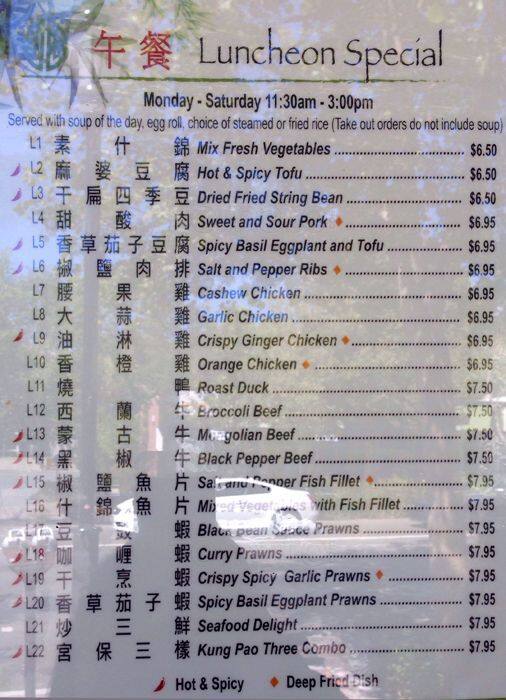 午餐 Luncheon Special
Monday - Saturday 11:30am - 3:00pm
Served with soup of the day, egg roll, choice of steamed or fried rice (Take out orders do not include soup)
L1 素什錦 Mix Fresh Vegetables $6.50
L2 麻婆豆腐 Hot & Spicy Tofu $6.50
L3 干扁四季豆 Dried Fried String Bean $6.50
L4 甜酸肉 Sweet and Sour Pork $6.95
L5 香草茄子豆腐 Spicy Basil Eggplant and Tofu $6.95
L6 椒鹽肉排 Salt and Pepper Ribs $6.95
L7 腰果雞 Cashew Chicken $6.95
L8 大蒜雞 Garlic Chicken $6.95
L9 油淋雞 Crispy Ginger Chicken $6.95
L10 香橙雞 Orange Chicken $6.95
L11 燒鴨 Roast Duck $7.50
L12 西蘭牛 Broccoli Beef $7.50
L13 蒙古牛 Mongolian Beef $7.50
L14 黑椒牛 Black Pepper Beef $7.50
L15 椒鹽魚片 Salt and Pepper Fish Fillet $7.95
L16 什錦魚片 Mixed Vegetables with Fish Fillet $7.95
L17 豆豉蝦 Black Bean Sauce Prawns $7.95
L18 咖喱蝦 Curry Prawns $7.95
L19 干烹蝦 Crispy Spicy Garlic Prawns $7.95
L20 香草茄子蝦 Spicy Basil Eggplant Prawns $7.95
L21 炒三鮮 Seafood Delight $7.95
L22 宮保三樣 Kung Pao Three Combo $7.95
Hot & Spicy Deep Fried Dish